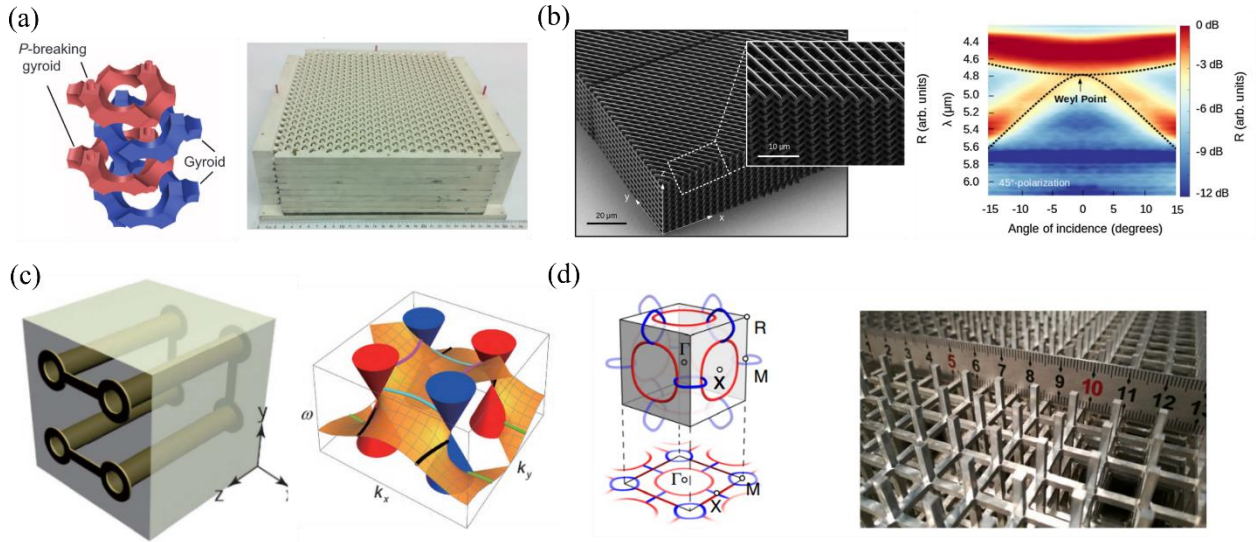 (a)
P-breaking
gyroid
Gyroid
(b)
10 μm
20 μm
y
x
R (arb. units)
λ (μm)
4.4
4.6
4.8
5.0
5.2
5.4
5.6
5.8
6.0
Weyl Point
45°-polarization
-15 -10 -5 0 5 10 15
Angle of incidence (degrees)
0 dB
-3 dB
-6 dB
-9 dB
-12 dB
R (arb. units)
(c)
y
z
ω
kx
ky
(d)
R
Γ
M
X
Γ
M
X
2 3 4 5 6 7 8 9 10 11 12 13